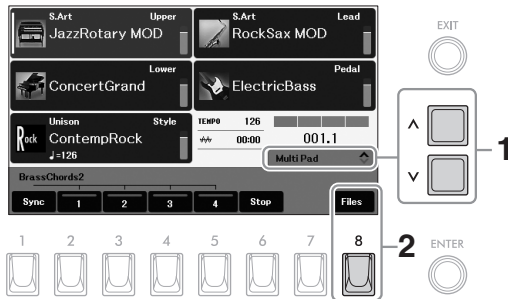 S.Art Upper
JazzRotary MOD
S.Art Lead
RockSax MOD
EXIT
Lower
ConcertGrand
Pedal
ElectricBass
Rock
Unison Style
ContempRock
♩=126
TEMPO 126
00:00 001.1
Multi Pad
∧
∨
1
BrassChords2
Sync 1 2 3 4 Stop Files
1 2 3 4 5 6 7 8
2
ENTER